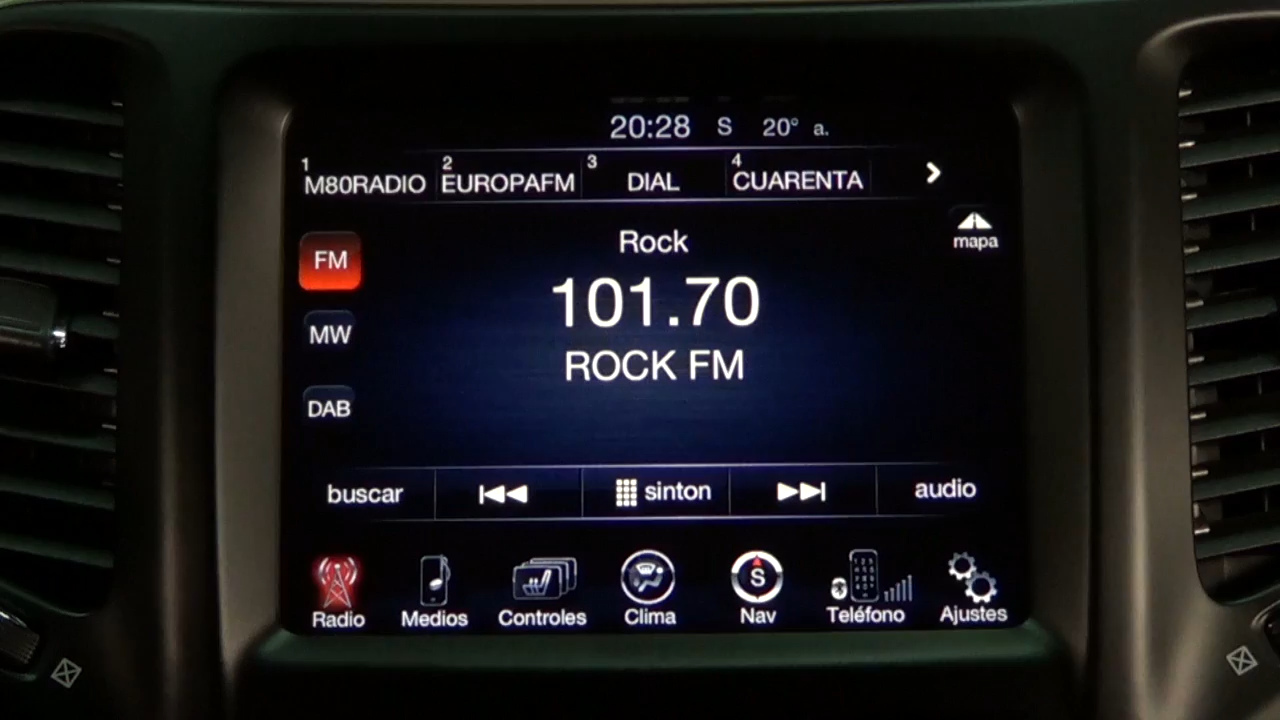 20:28 S 20° a.
1 M80RADIO 2 EUROPAFM 3 DIAL 4 CUARENTA
mapa
Rock
FM
101.70
MW
ROCK FM
DAB
buscar sinton audio
S
Radio Medios Controles Clima Nav Teléfono Ajustes